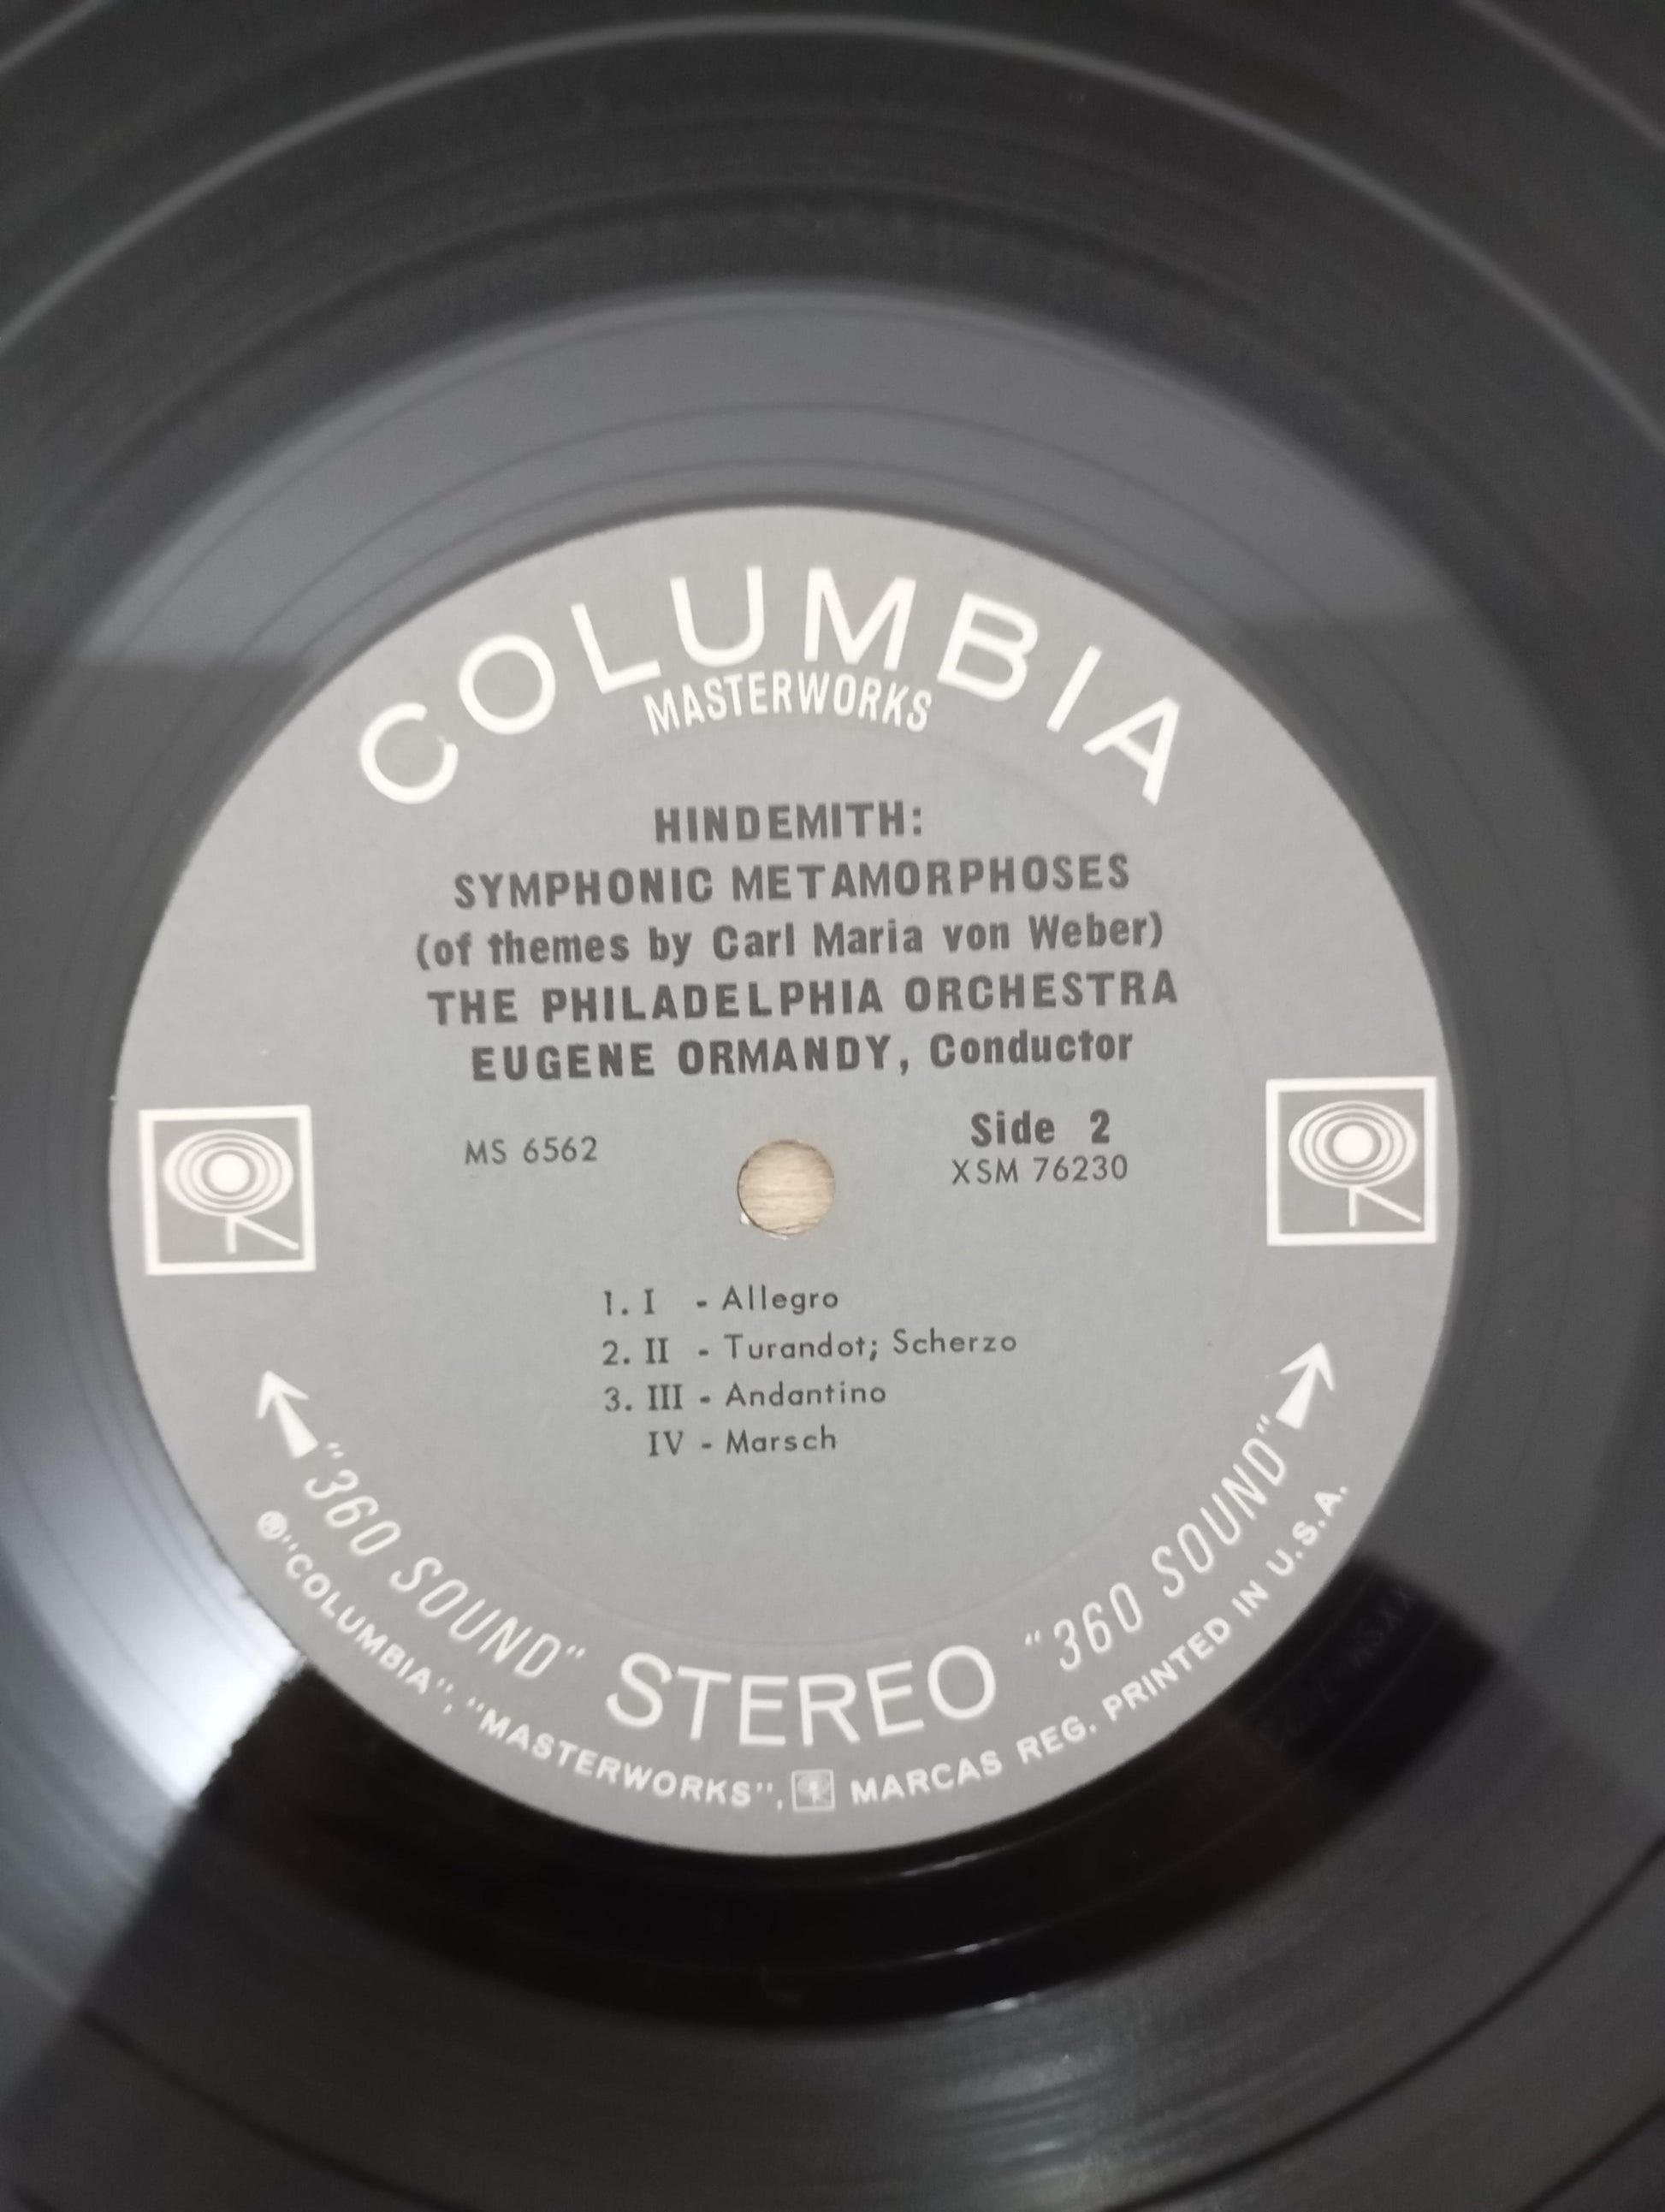 COLUMBIA
MASTERWORKS
HINDEMITH:
SYMPHONIC METAMORPHOSES
(of themes by Carl Maria von Weber)
THE PHILADELPHIA ORCHESTRA
EUGENE ORMANDY, Conductor
MS 6562
Side 2
XSM 76230
1. I - Allegro
2. II - Turandot; Scherzo
3. III - Andantino
IV - Marsch
"360 SOUND" STEREO "360 SOUND"
® "COLUMBIA", "MASTERWORKS", MARCAS REG. PRINTED IN U.S.A.